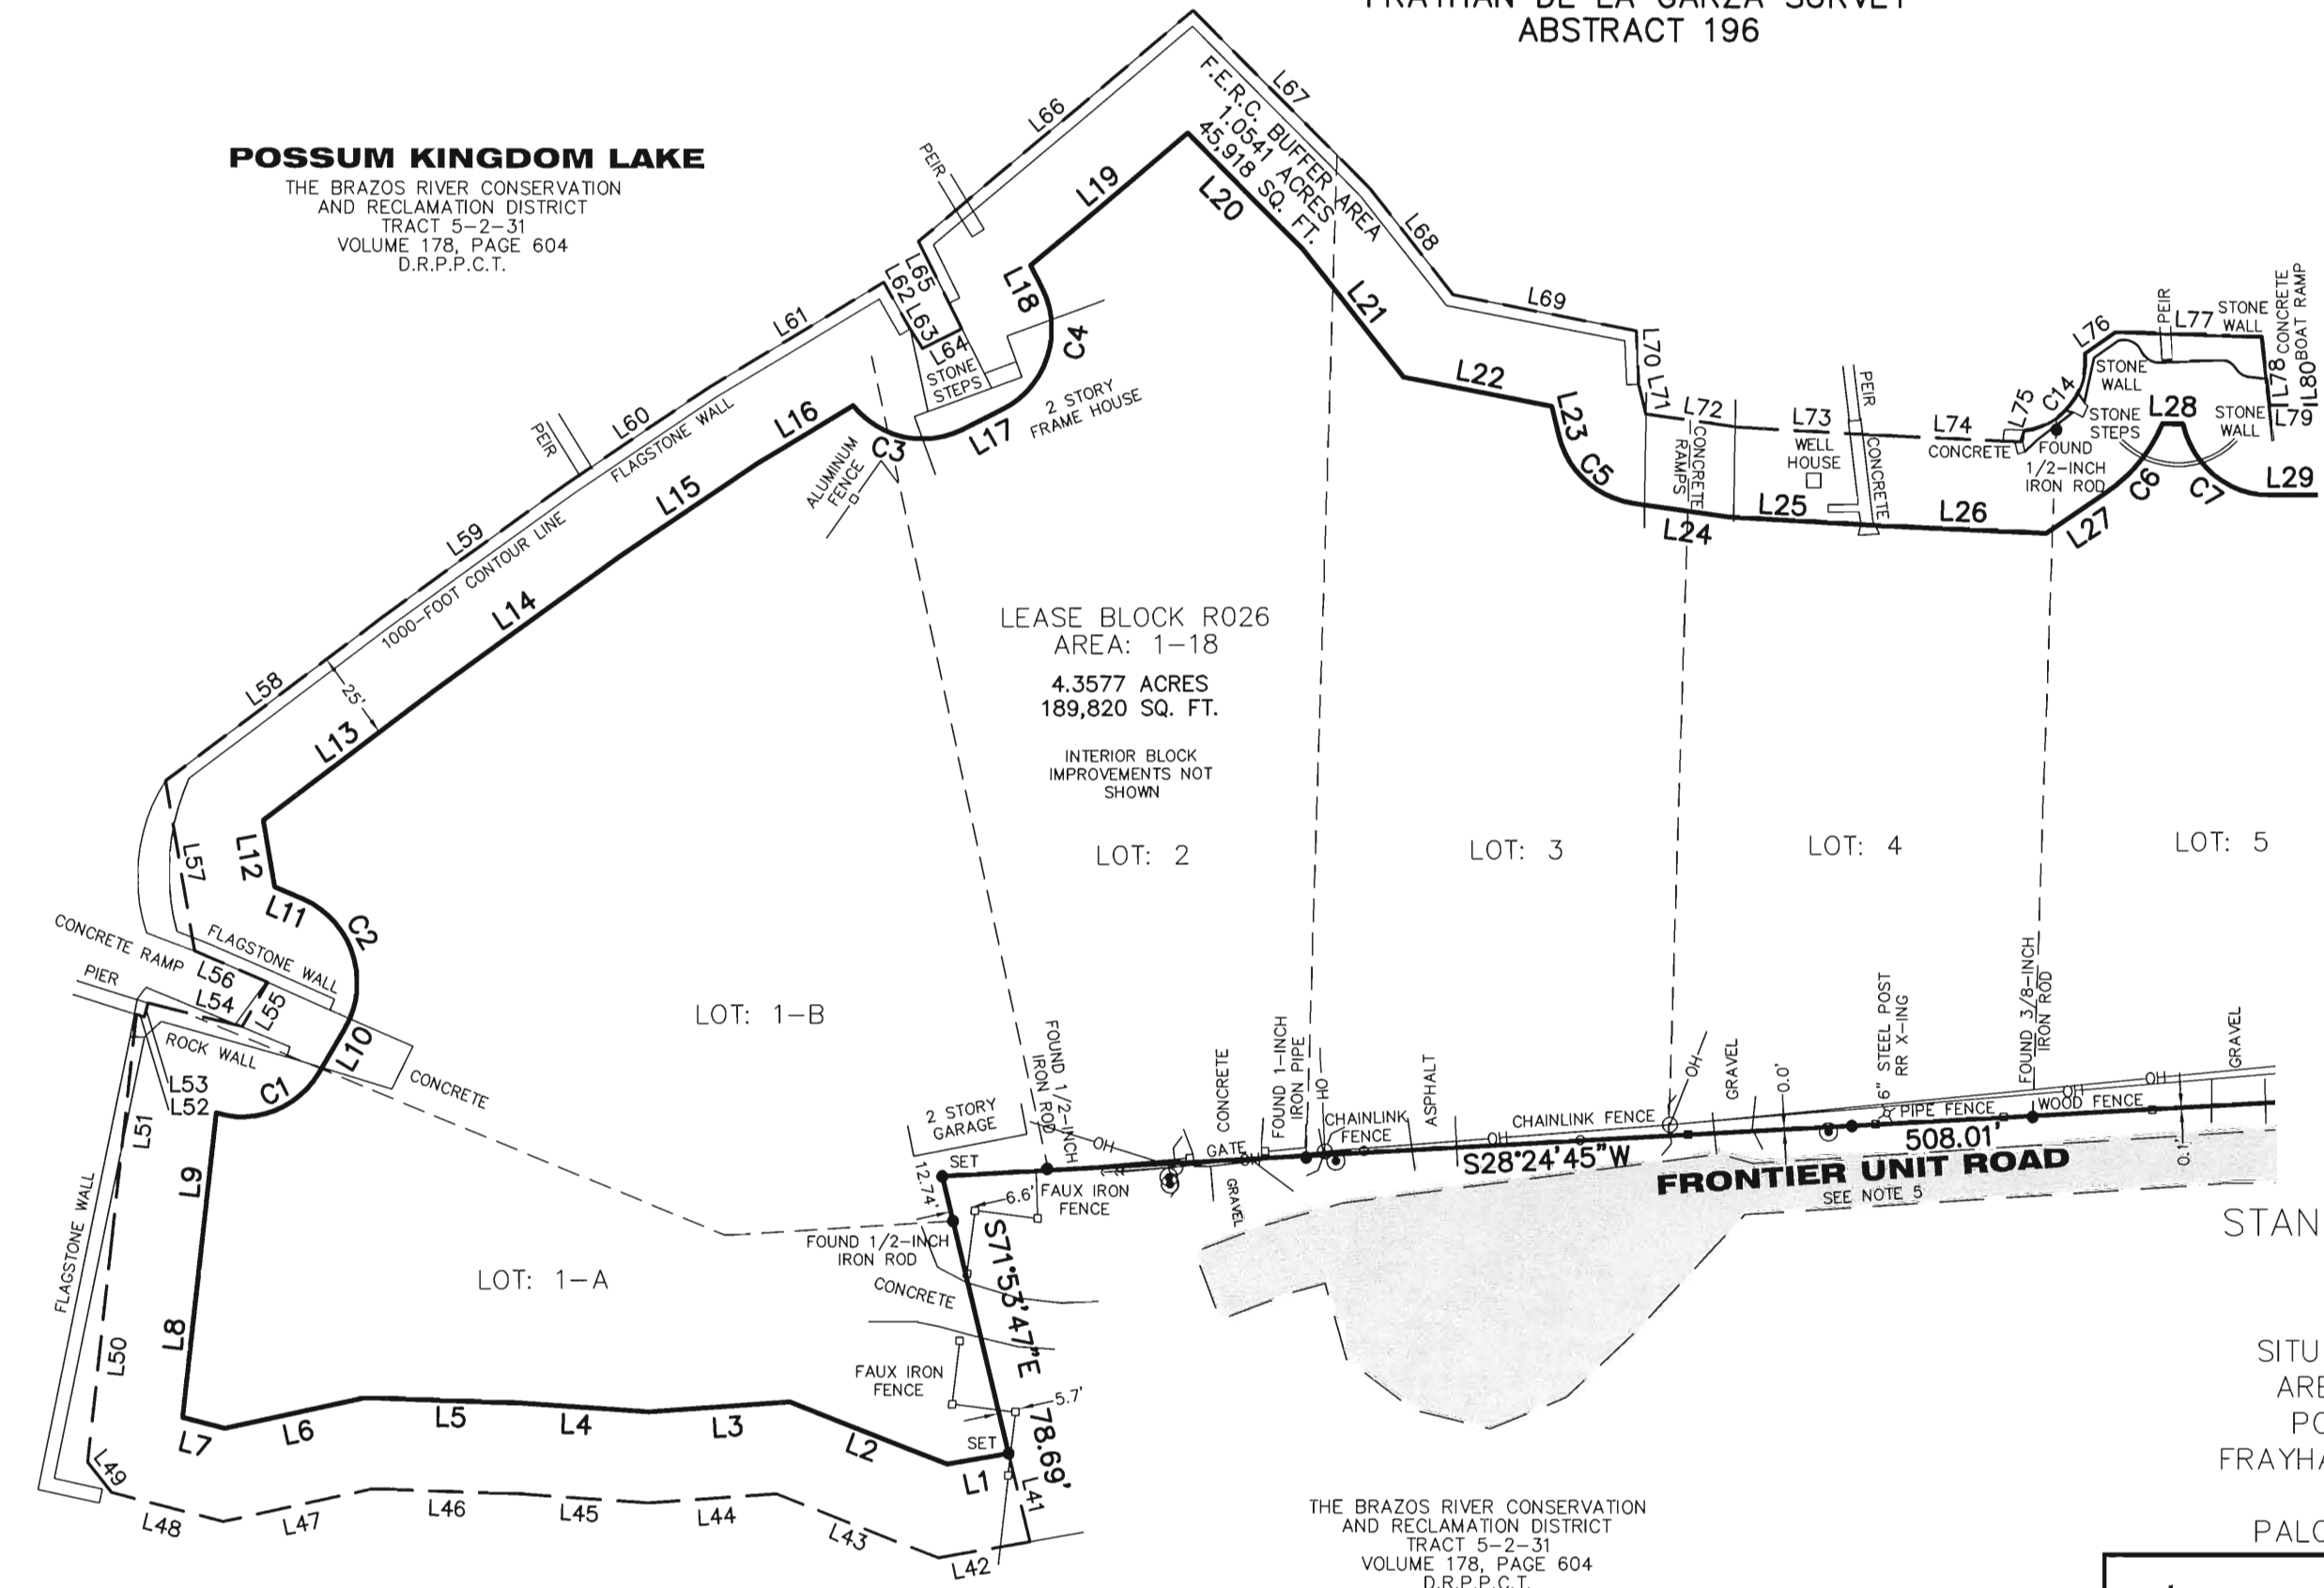 ABSTRACT 196
POSSUM KINGDOM LAKE
THE BRAZOS RIVER CONSERVATION
AND RECLAMATION DISTRICT
TRACT 5-2-31
VOLUME 178, PAGE 604
D.R.P.P.C.T.
F.E.R.C. BUFFER AREA
1.0541 ACRES
45,918 SQ. FT.
L66
L67
L68
L69
L70
L71
L72
L73
L74
L75
C14
L76
L77
L78
L79
L80
PEIR
STONE
WALL
CONCRETE
BOAT RAMP
STONE
WALL
STONE
STEPS
L28
STONE
WALL
PEIR
CONCRETE
WELL
HOUSE
CONCRETE
FOUND
1/2-INCH
IRON ROD
CONCRETE
RAMPS
PEIR
L19
L20
L21
L22
L23
C5
L24
L25
L26
L27
C6
C7
L29
L18
C4
L65
L62
L63
L64
STONE
STEPS
2 STORY
FRAME HOUSE
L17
C3
L16
ALUMINUM
FENCE
L61
L60
FLAGSTONE WALL
PEIR
L15
L59
1000-FOOT CONTOUR LINE
L14
L58
25'
L13
LEASE BLOCK R026
AREA: 1-18
4.3577 ACRES
189,820 SQ. FT.
INTERIOR BLOCK
IMPROVEMENTS NOT
SHOWN
LOT: 2
LOT: 3
LOT: 4
LOT: 5
LOT: 1-B
L57
L12
L11
C2
FLAGSTONE WALL
CONCRETE RAMP
PIER
L56
L54
L55
ROCK WALL
L10
CONCRETE
L53
L52
C1
L51
FLAGSTONE WALL
L9
L8
L50
LOT: 1-A
2 STORY
GARAGE
SET
12.74'
FOUND 1/2-INCH
IRON ROD
OH
CONCRETE
GATE
OH
FOUND 1-INCH
IRON PIPE
OH
CHAINLINK
FENCE
ASPHALT
OH
CHAINLINK FENCE
OH
GRAVEL
0.0'
6" STEEL POST
RR X-ING
PIPE FENCE
FOUND 3/8-INCH
IRON ROD
OH
WOOD FENCE
OH
GRAVEL
0.1'
S28°24'45"W
508.01'
FRONTIER UNIT ROAD
SEE NOTE 5
6.6'
FAUX IRON
FENCE
GRAVEL
FOUND 1/2-INCH
IRON ROD
CONCRETE
S71°53'47"E
78.69'
FAUX IRON
FENCE
5.7'
SET
L7
L6
L5
L4
L3
L2
L1
L41
L49
L48
L47
L46
L45
L44
L43
L42
THE BRAZOS RIVER CONSERVATION
AND RECLAMATION DISTRICT
TRACT 5-2-31
VOLUME 178, PAGE 604
D.R.P.P.C.T.
STAN
SITU
ARE
FRAYHA
PALO